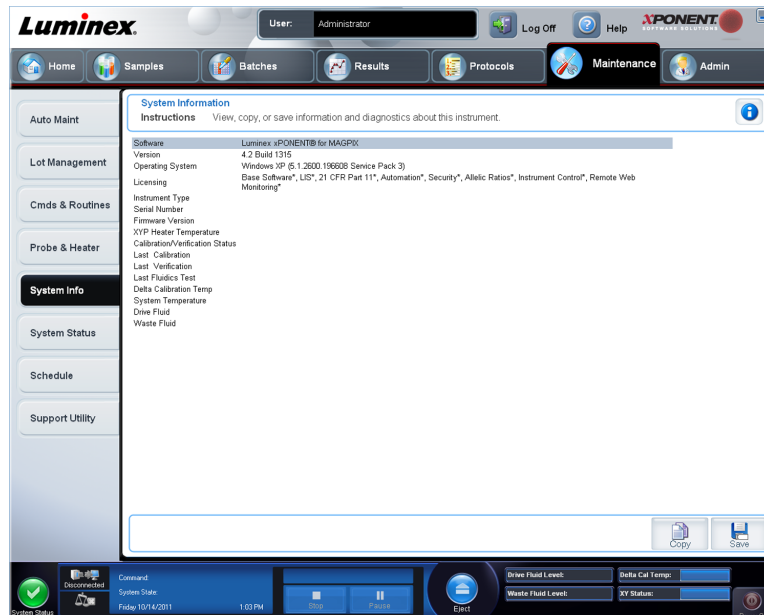 Luminex.
User: Administrator
Log Off
Help
XPONENT.
SOFTWARE SOLUTIONS
Home
Samples
Batches
Results
Protocols
Maintenance
Admin
Auto Maint
Lot Management
Cmds & Routines
Probe & Heater
System Info
System Status
Schedule
Support Utility
System Information
Instructions View, copy, or save information and diagnostics about this instrument.
Software Luminex xPONENT® for MAGPIX
Version 4.2 Build 1315
Operating System Windows XP (5.1.2600.196608 Service Pack 3)
Licensing Base Software*, LIS*, 21 CFR Part 11*, Automation*, Security*, Allelic Ratios*, Instrument Control*, Remote Web
Monitoring*
Instrument Type
Serial Number
Firmware Version
XYP Heater Temperature
Calibration/Verification Status
Last Calibration
Last Verification
Last Fluidics Test
Delta Calibration Temp
System Temperature
Drive Fluid
Waste Fluid
Copy
Save
System Status
Disconnected
Command:
System State:
Friday 10/14/2011 1:03 PM
Stop
Pause
Eject
Drive Fluid Level:
Waste Fluid Level:
Delta Cal Temp:
XY Status: